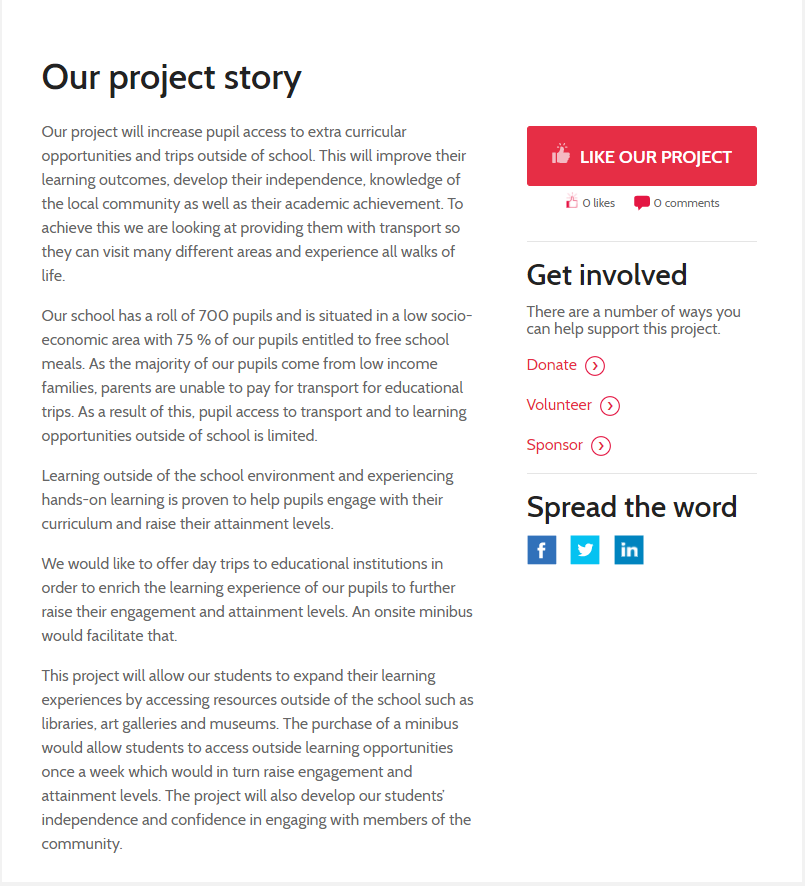 Our project story
Our project will increase pupil access to extra curricular
opportunities and trips outside of school. This will improve their
learning outcomes, develop their independence, knowledge of
the local community as well as their academic achievement. To
achieve this we are looking at providing them with transport so
they can visit many different areas and experience all walks of
life.
Our school has a roll of 700 pupils and is situated in a low socio-
economic area with 75 % of our pupils entitled to free school
meals. As the majority of our pupils come from low income
families, parents are unable to pay for transport for educational
trips. As a result of this, pupil access to transport and to learning
opportunities outside of school is limited.
Learning outside of the school environment and experiencing
hands-on learning is proven to help pupils engage with their
curriculum and raise their attainment levels.
We would like to offer day trips to educational institutions in
order to enrich the learning experience of our pupils to further
raise their engagement and attainment levels. An onsite minibus
would facilitate that.
This project will allow our students to expand their learning
experiences by accessing resources outside of the school such as
libraries, art galleries and museums. The purchase of a minibus
would allow students to access outside learning opportunities
once a week which would in turn raise engagement and
attainment levels. The project will also develop our students’
independence and confidence in engaging with members of the
community.
LIKE OUR PROJECT
0 likes 0 comments
Get involved
There are a number of ways you
can help support this project.
Donate
Volunteer
Sponsor
Spread the word